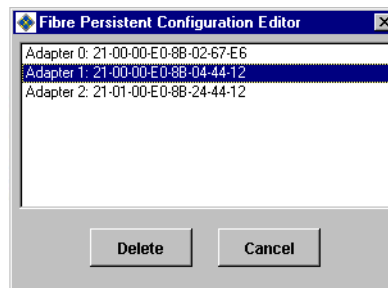 Fibre Persistent Configuration Editor
Adapter 0: 21-00-00-E0-8B-02-67-E6
Adapter 1: 21-00-00-E0-8B-04-44-12
Adapter 2: 21-01-00-E0-8B-24-44-12
Delete
Cancel